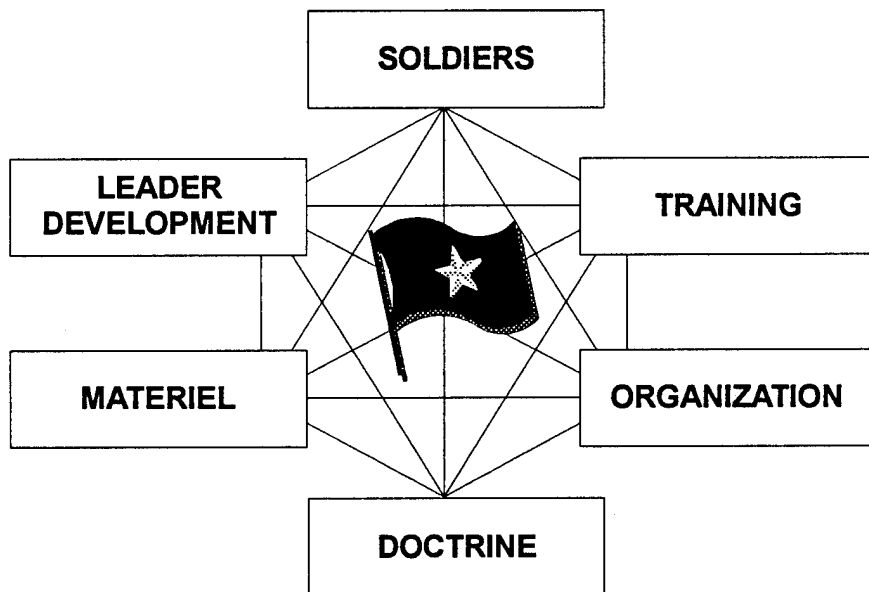 SOLDIERS
LEADER
DEVELOPMENT
TRAINING
MATERIEL
ORGANIZATION
DOCTRINE